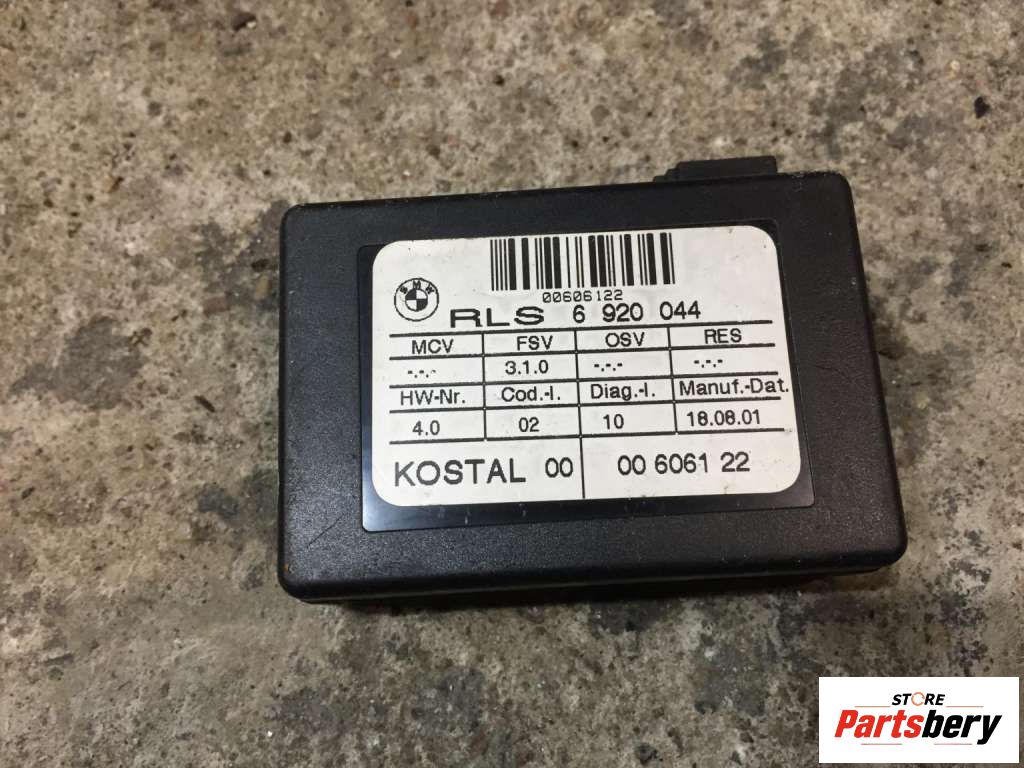 00606122
BMW
RLS 6 920 044
MCV FSV OSV RES
-.-.- 3.1.0 -.-.- -.-.-
HW-Nr. Cod.-I. Diag.-I. Manuf.-Dat.
4.0 02 10 18.08.01
KOSTAL 00 00 6061 22
STORE
Partsbery